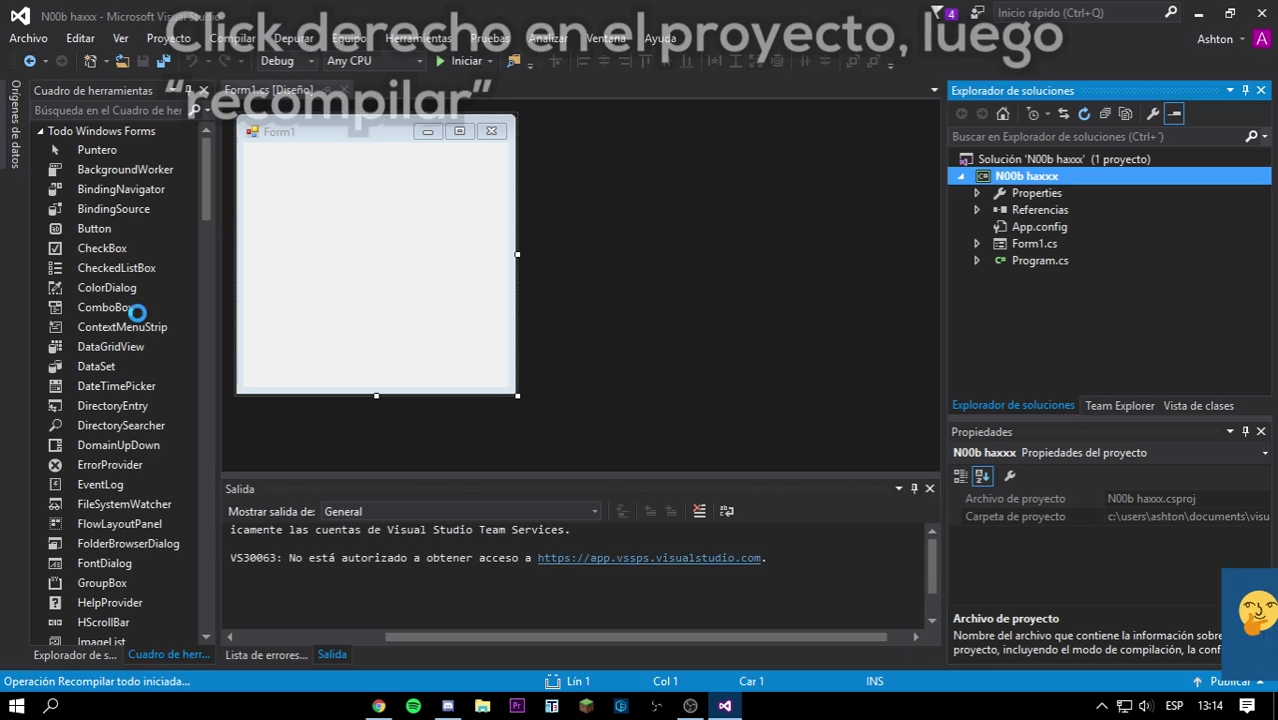 N00b haxxx - Microsoft Visual Studio
Click derecho en el proyecto, luego
“recompilar”
4
Inicio rápido (Ctrl+Q)
Archivo Editar Ver Proyecto Compilar Depurar Equipo Herramientas Pruebas Analizar Ventana Ayuda
Ashton
A
Debug Any CPU Iniciar
Orígenes de datos
Cuadro de herramientas
Búsqueda en el Cuadro de her
Todo Windows Forms
Puntero
BackgroundWorker
BindingNavigator
BindingSource
Button
CheckBox
CheckedListBox
ColorDialog
ContextMenuStrip
DataGridView
DataSet
DateTimePicker
DirectoryEntry
DirectorySearcher
DomainUpDown
ErrorProvider
EventLog
FileSystemWatcher
FlowLayoutPanel
FolderBrowserDialog
FontDialog
GroupBox
HelpProvider
HScrollBar
ImageList
Explorador de s...
Cuadro de herr...
Form1.cs [Diseño]
Form1
Salida
Mostrar salida de: General
icamente las cuentas de Visual Studio Team Services.
VS30063: No está autorizado a obtener acceso a https://app.vssps.visualstudio.com.
Lista de errores...
Salida
Explorador de soluciones
Buscar en Explorador de soluciones (Ctrl+´)
Solución 'N00b haxxx' (1 proyecto)
C# N00b haxxx
Properties
Referencias
App.config
Form1.cs
C# Program.cs
Explorador de soluciones Team Explorer Vista de clases
Propiedades
N00b haxxx Propiedades del proyecto
Archivo de proyecto N00b haxxx.csproj
Carpeta de proyecto c:\users\ashton\documents\visu
Archivo de proyecto
Nombre del archivo que contiene la información sobre
proyecto, incluyendo el modo de compilación, la conf
Operación Recompilar todo iniciada...
Lín 1 Col 1 Car 1 INS
Publicar
Pr
ESP 13:14